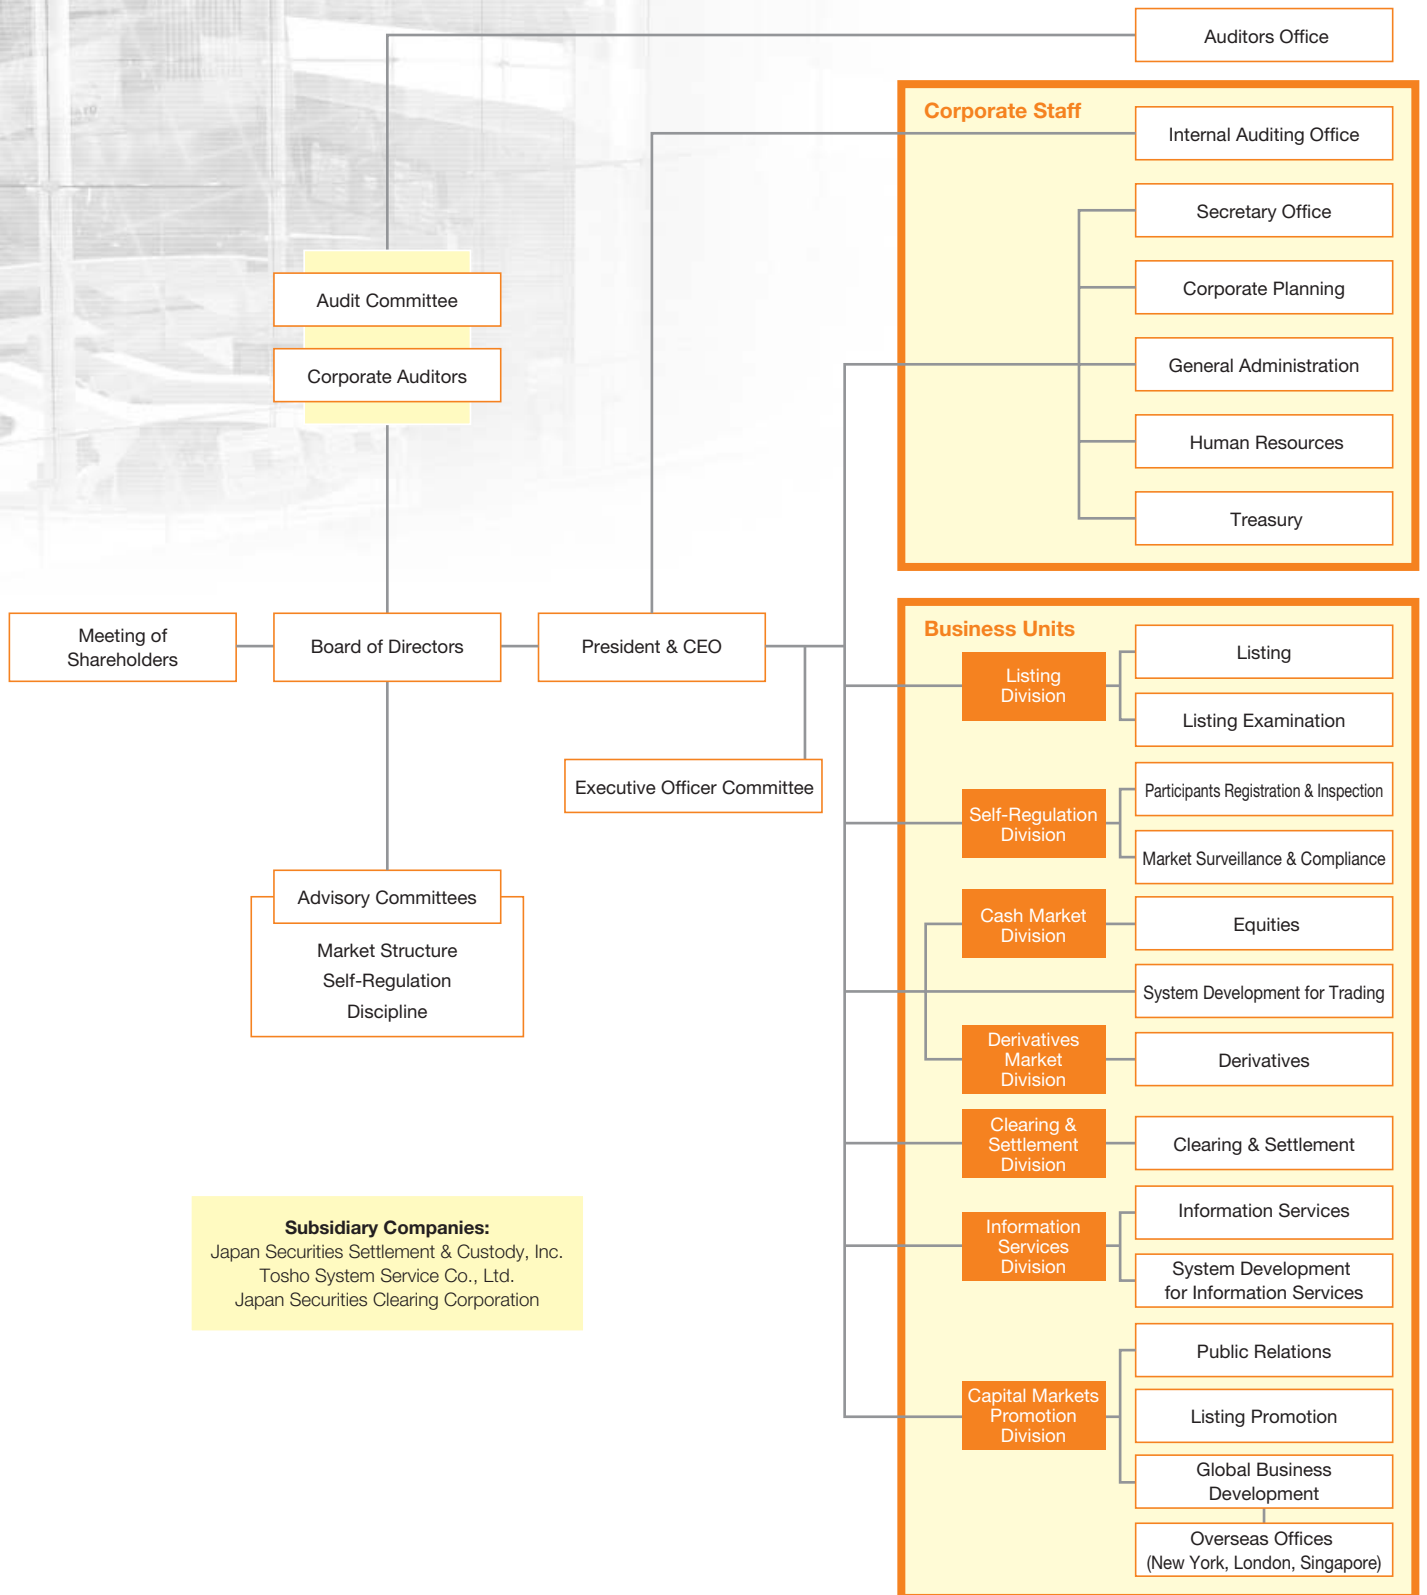 Auditors Office
Corporate Staff
Internal Auditing Office
Secretary Office
Corporate Planning
General Administration
Human Resources
Treasury
Audit Committee
Corporate Auditors
Meeting of
Shareholders
Board of Directors
President & CEO
Executive Officer Committee
Advisory Committees
Market Structure
Self-Regulation
Discipline
Business Units
Listing
Division
Listing
Listing Examination
Self-Regulation
Division
Participants Registration & Inspection
Market Surveillance & Compliance
Cash Market
Division
Equities
System Development for Trading
Derivatives
Market
Division
Derivatives
Clearing &
Settlement
Division
Clearing & Settlement
Information
Services
Division
Information Services
System Development
for Information Services
Capital Markets
Promotion
Division
Public Relations
Listing Promotion
Global Business
Development
Overseas Offices
(New York, London, Singapore)
Subsidiary Companies:
Japan Securities Settlement & Custody, Inc.
Tosho System Service Co., Ltd.
Japan Securities Clearing Corporation